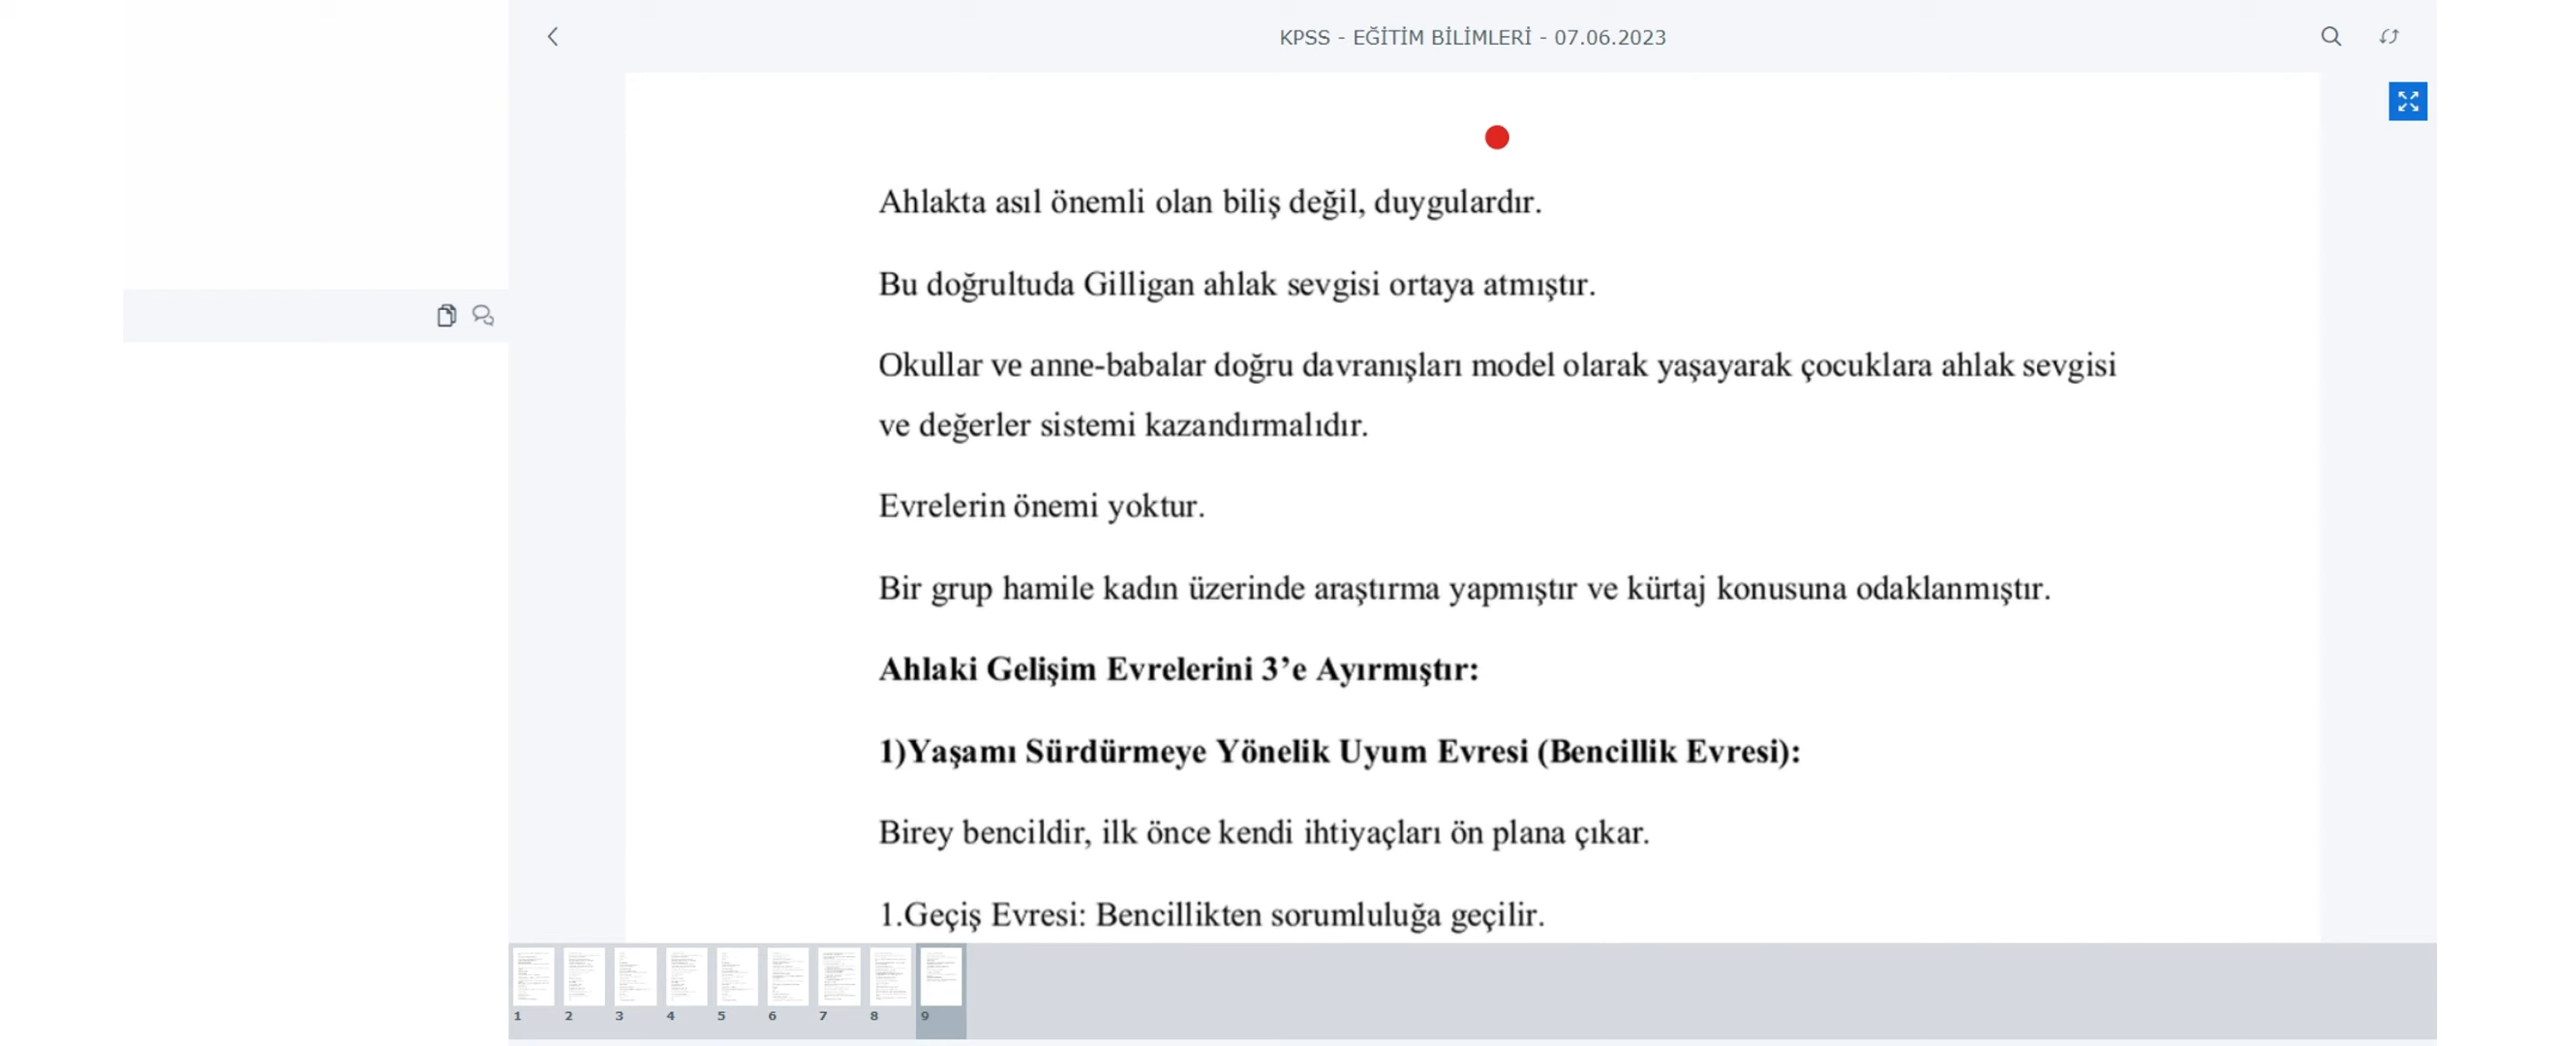 KPSS - EĞİTİM BİLİMLERİ - 07.06.2023
Ahlakta asıl önemli olan biliş değil, duygulardır.
Bu doğrultuda Gilligan ahlak sevgisi ortaya atmıştır.
Okullar ve anne-babalar doğru davranışları model olarak yaşayarak çocuklara ahlak sevgisi
ve değerler sistemi kazandırmalıdır.
Evrelerin önemi yoktur.
Bir grup hamile kadın üzerinde araştırma yapmıştır ve kürtaj konusuna odaklanmıştır.
Ahlaki Gelişim Evrelerini 3’e Ayırmıştır:
1)Yaşamı Sürdürmeye Yönelik Uyum Evresi (Bencillik Evresi):
Birey bencildir, ilk önce kendi ihtiyaçları ön plana çıkar.
1.Geçiş Evresi: Bencillikten sorumluluğa geçilir.
1 2 3 4 5 6 7 8 9